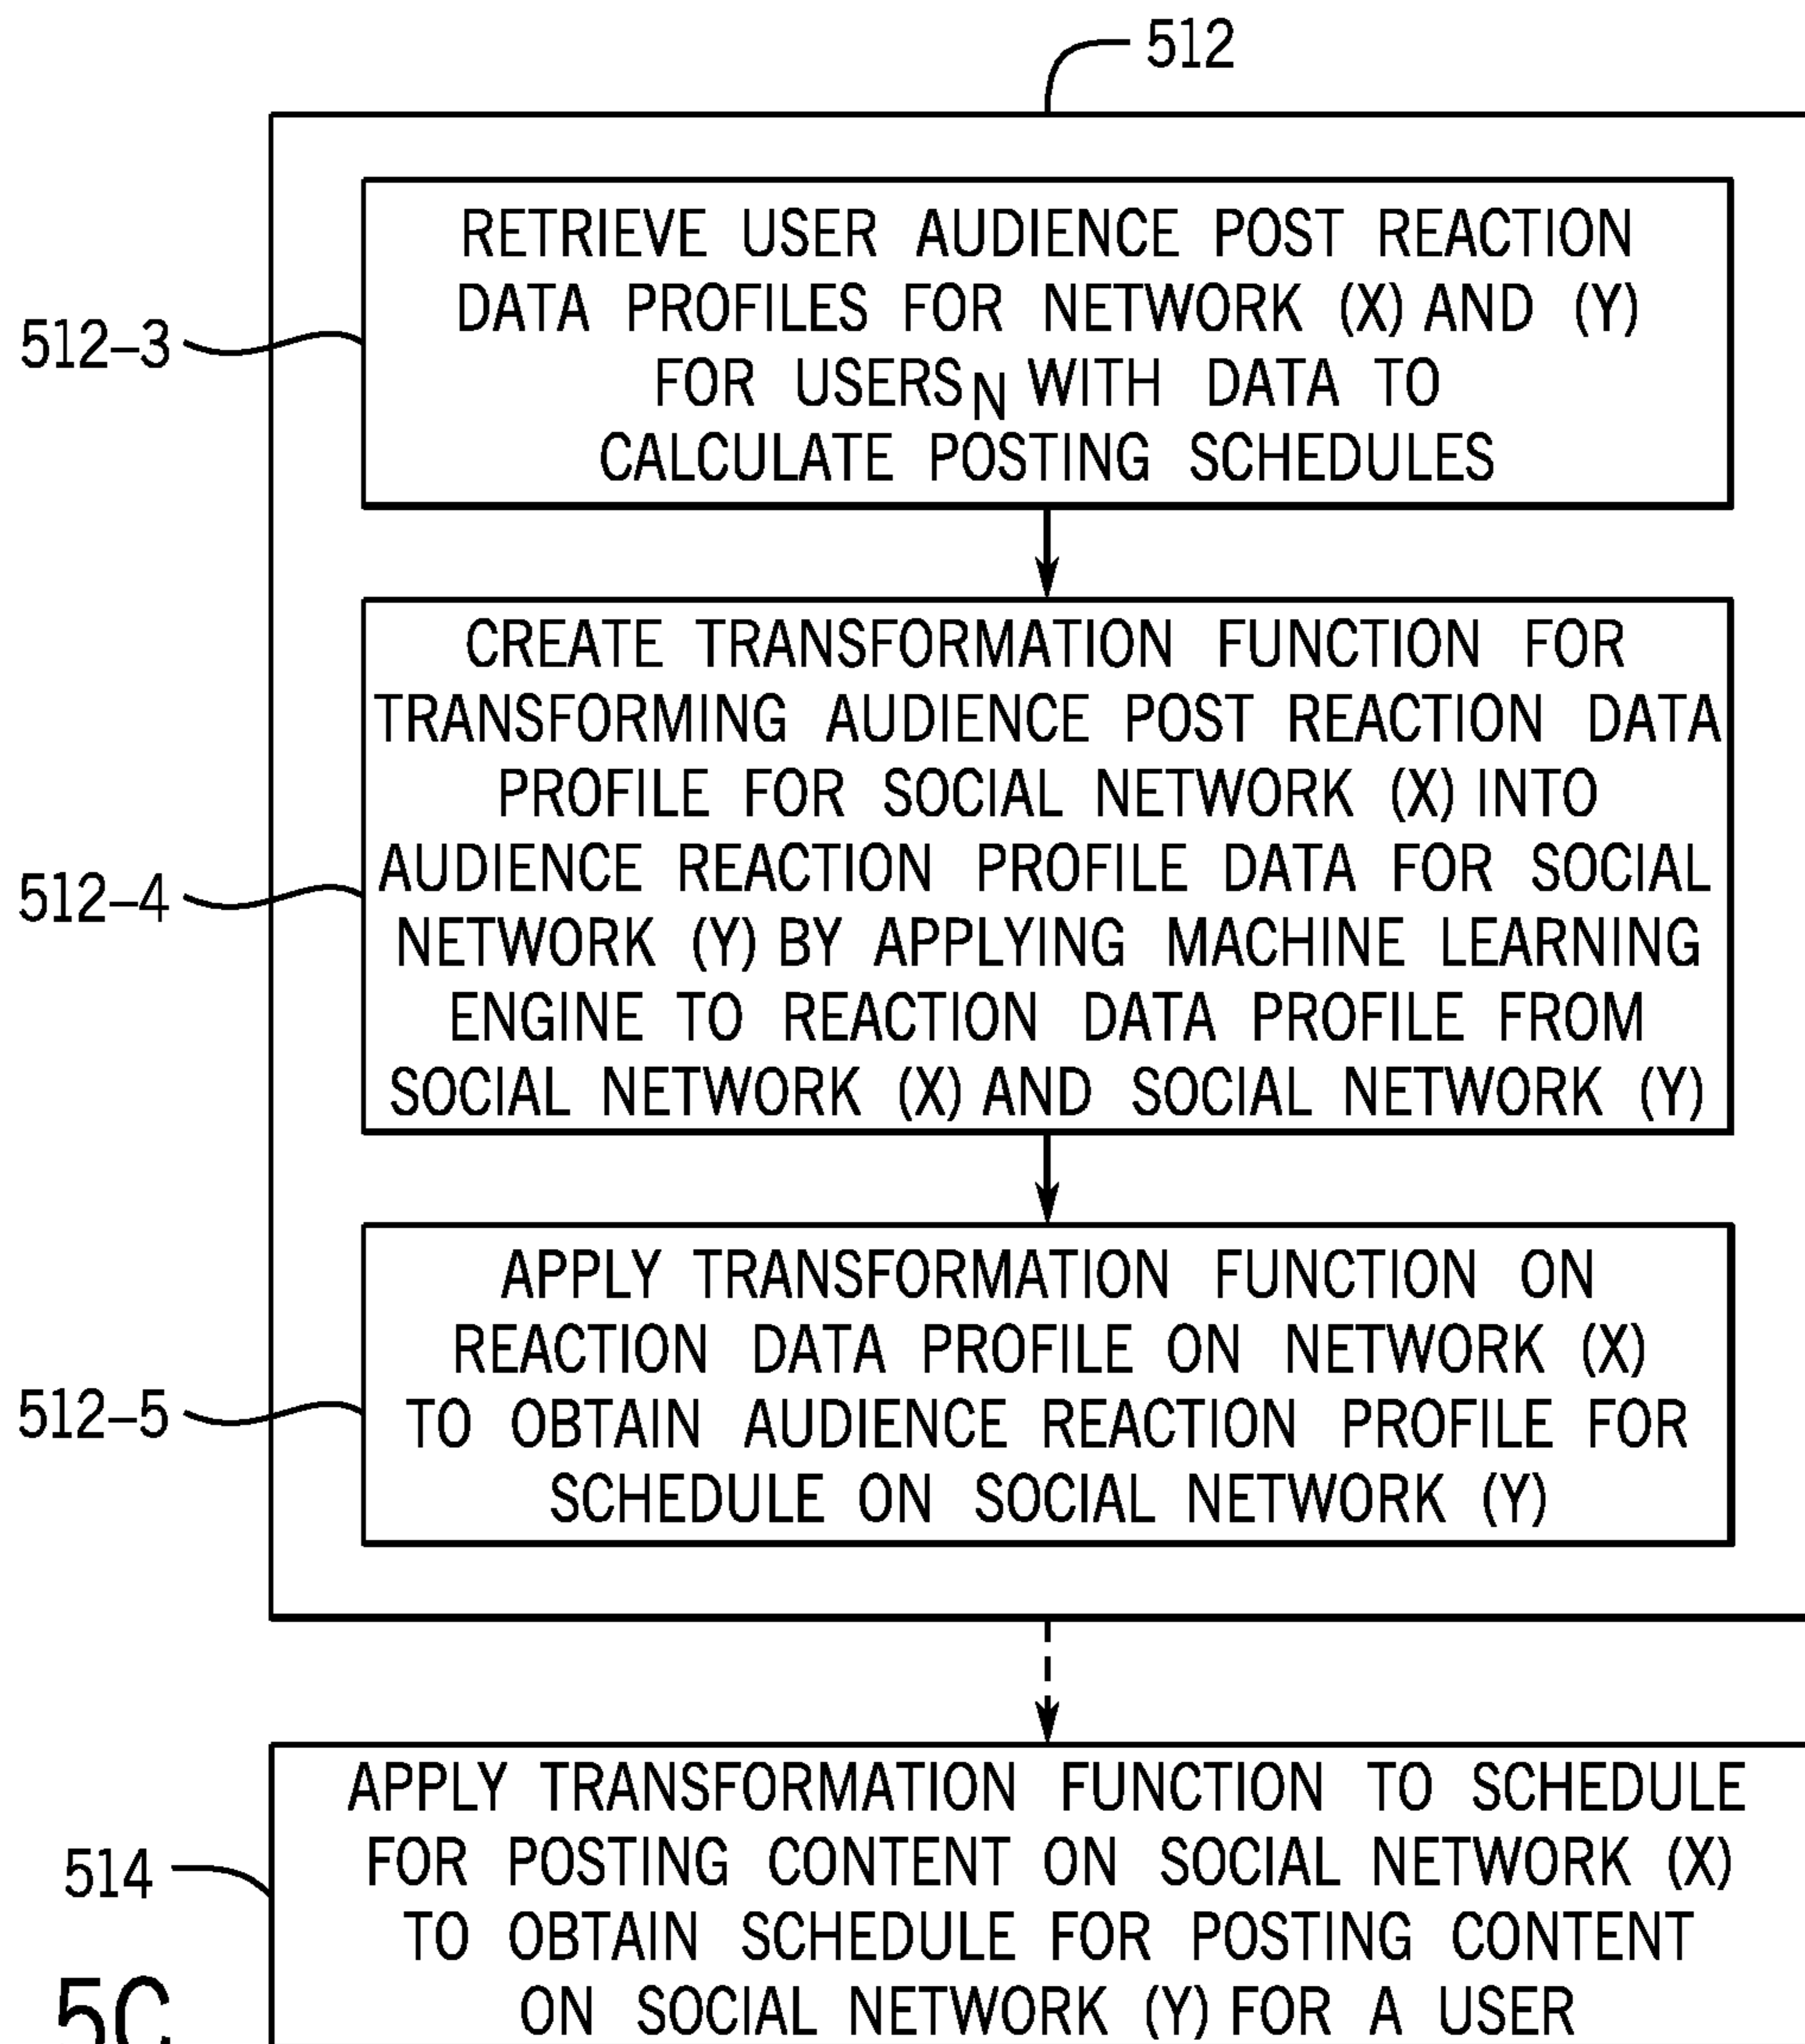 512
RETRIEVE USER AUDIENCE POST REACTION
DATA PROFILES FOR NETWORK (X) AND (Y)
FOR USERSN WITH DATA TO
CALCULATE POSTING SCHEDULES
512-3
CREATE TRANSFORMATION FUNCTION FOR
TRANSFORMING AUDIENCE POST REACTION DATA
PROFILE FOR SOCIAL NETWORK (X) INTO
AUDIENCE REACTION PROFILE DATA FOR SOCIAL
NETWORK (Y) BY APPLYING MACHINE LEARNING
ENGINE TO REACTION DATA PROFILE FROM
SOCIAL NETWORK (X) AND SOCIAL NETWORK (Y)
512-4
APPLY TRANSFORMATION FUNCTION ON
REACTION DATA PROFILE ON NETWORK (X)
TO OBTAIN AUDIENCE REACTION PROFILE FOR
SCHEDULE ON SOCIAL NETWORK (Y)
512-5
APPLY TRANSFORMATION FUNCTION TO SCHEDULE
FOR POSTING CONTENT ON SOCIAL NETWORK (X)
TO OBTAIN SCHEDULE FOR POSTING CONTENT
ON SOCIAL NETWORK (Y) FOR A USER
514
5C